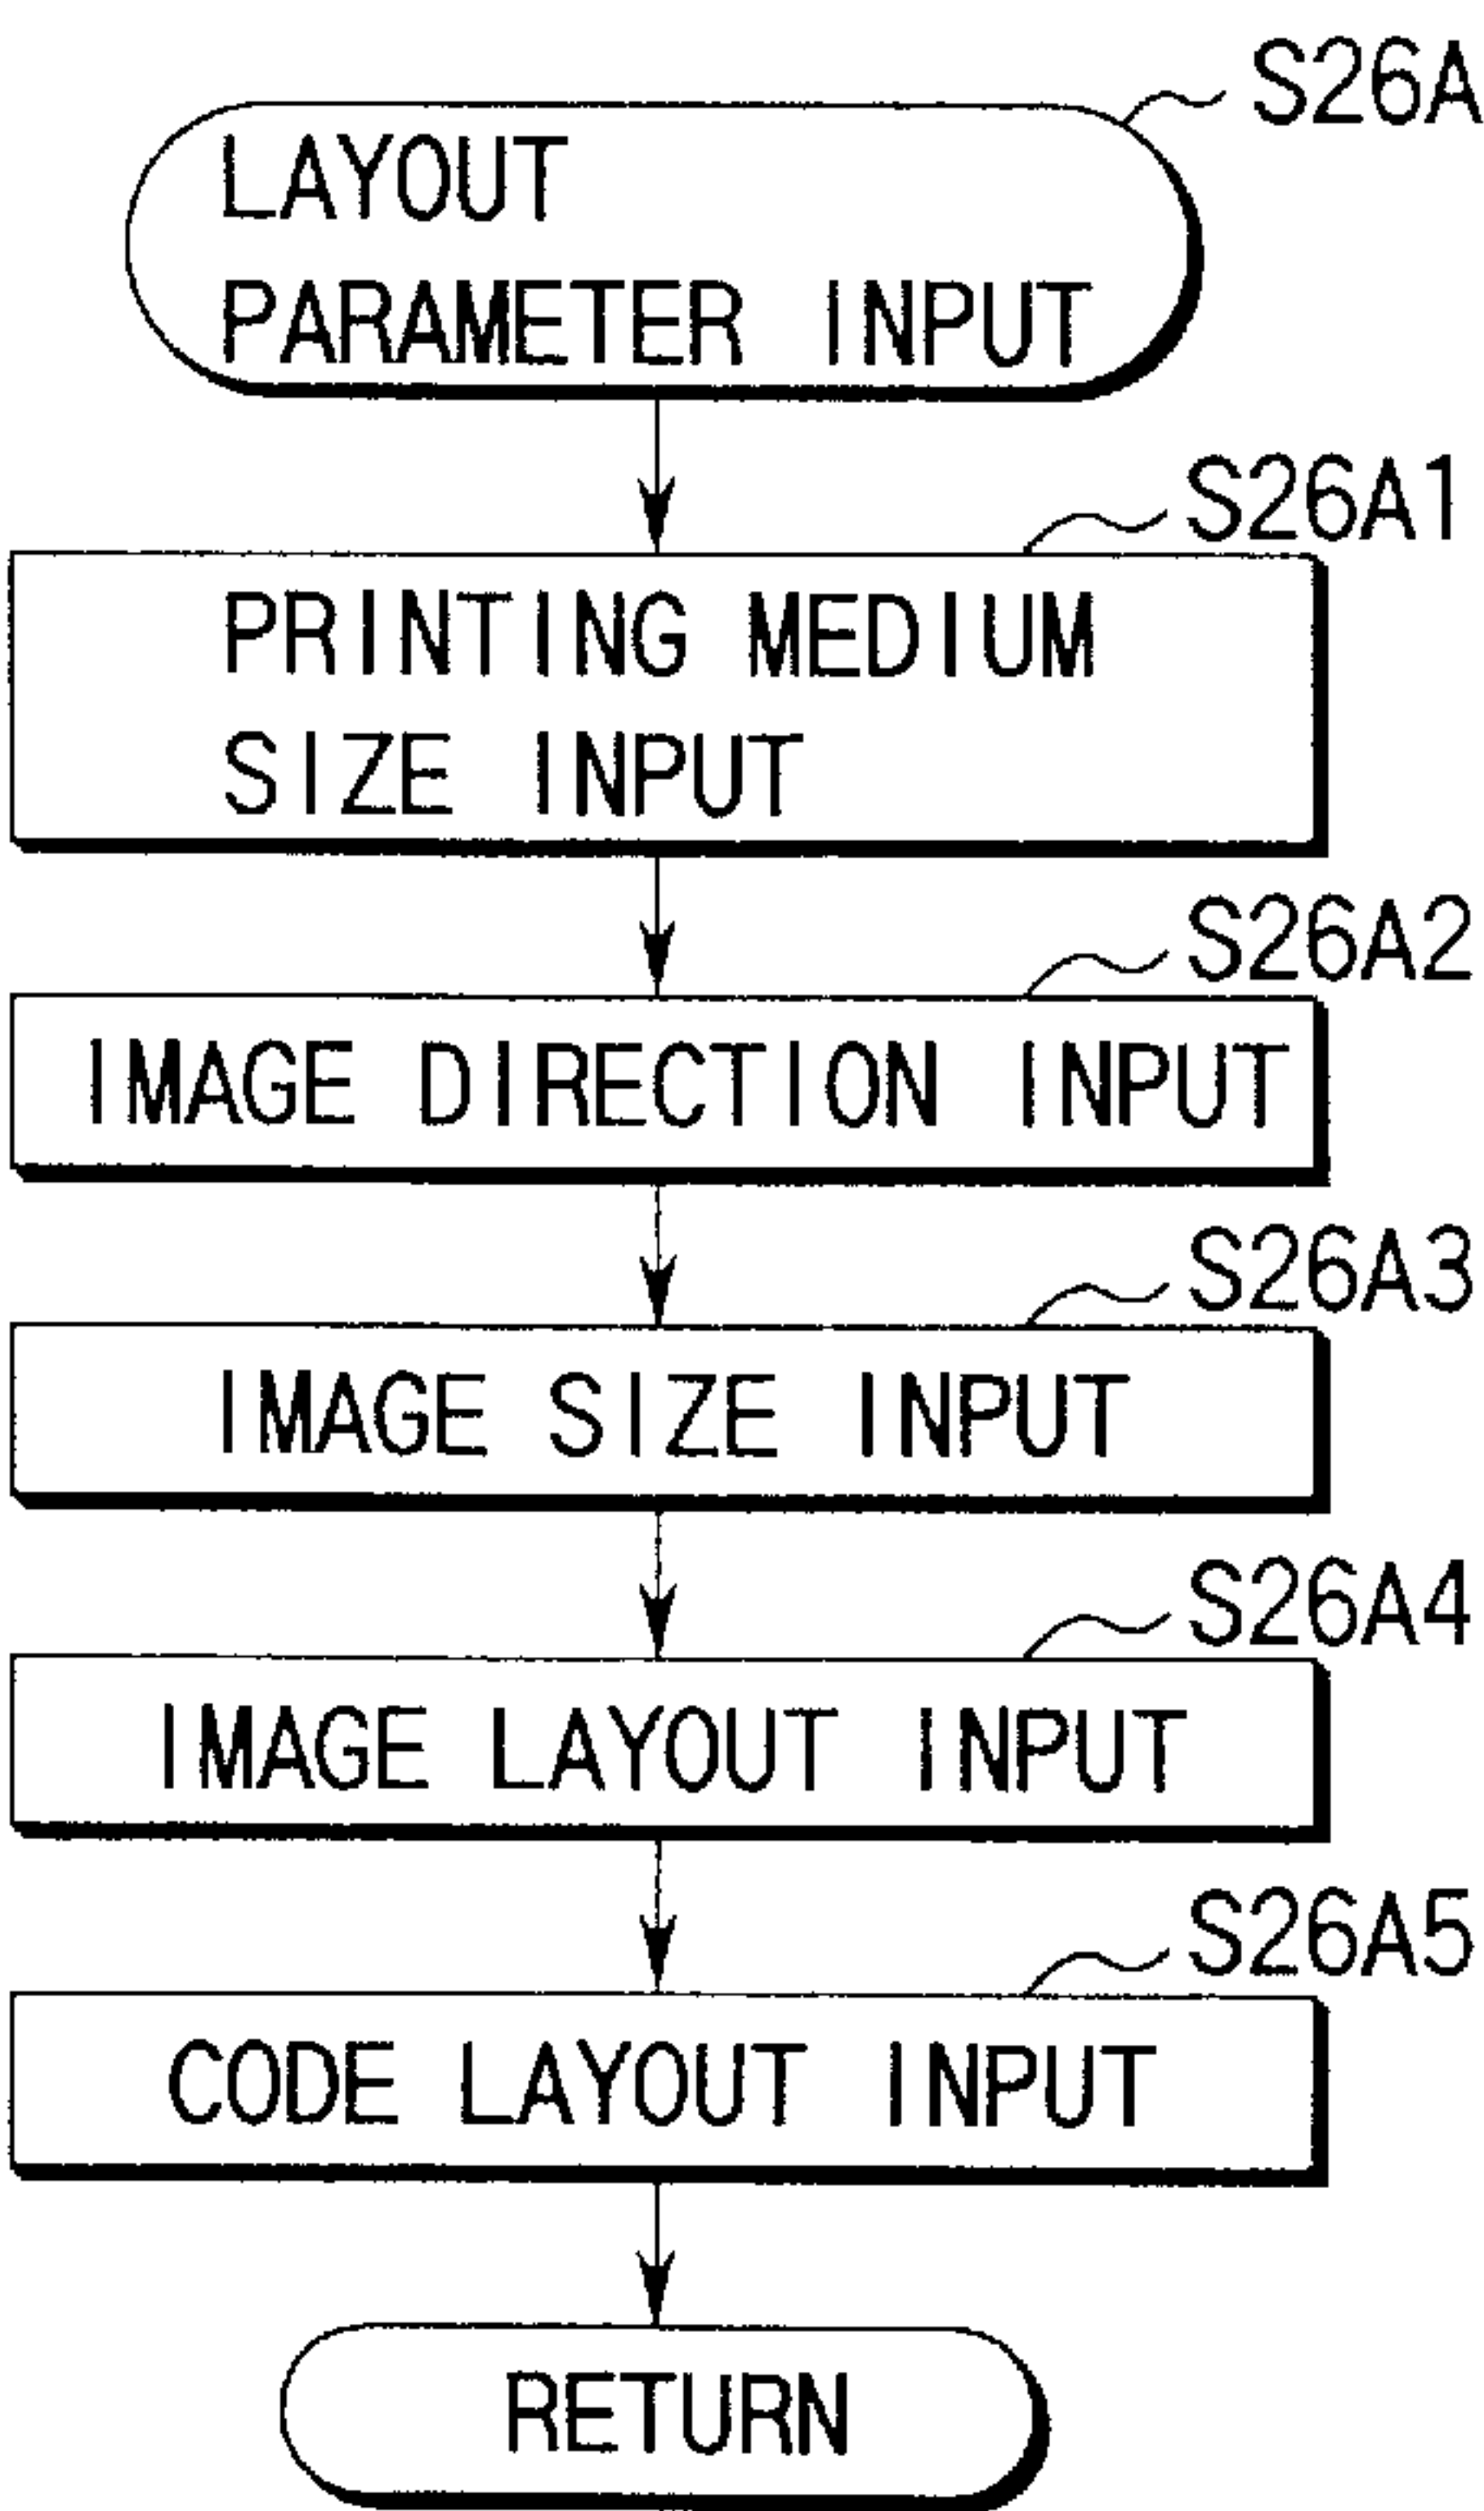 S26A
LAYOUT
PARAMETER INPUT
S26A1
PRINTING MEDIUM
SIZE INPUT
S26A2
IMAGE DIRECTION INPUT
S26A3
IMAGE SIZE INPUT
S26A4
IMAGE LAYOUT INPUT
S26A5
CODE LAYOUT INPUT
RETURN